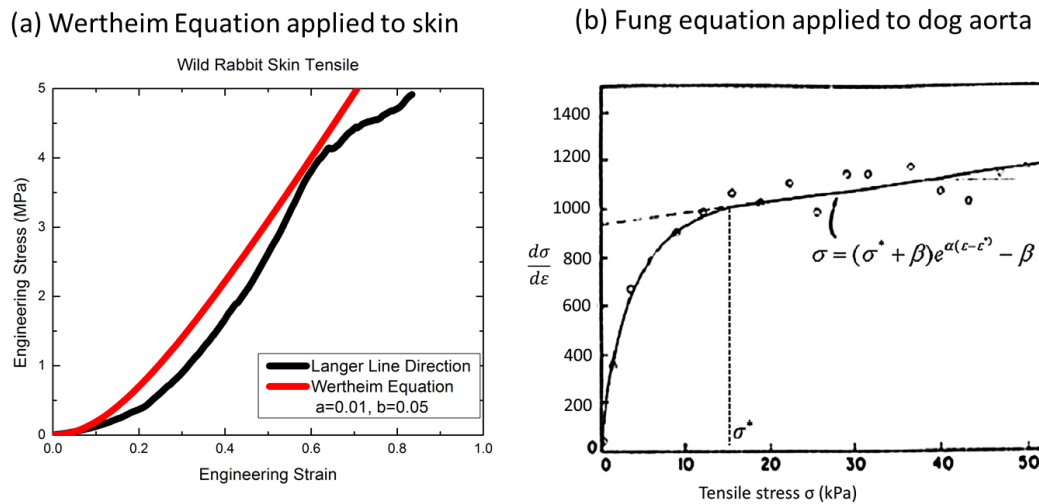 (a) Wertheim Equation applied to skin
Wild Rabbit Skin Tensile
5
4
3
2
1
0
0.0
0.2
0.4
0.6
0.8
1.0
Engineering Stress (MPa)
Engineering Strain
Langer Line Direction
Wertheim Equation
a=0.01, b=0.05
(b) Fung equation applied to dog aorta
1400
1200
1000
800
600
400
200
0
dσ
dε
σ = (σ* + β)e^{α(ε−ε*)} − β
σ*
0
10
20
30
40
50
Tensile stress σ (kPa)